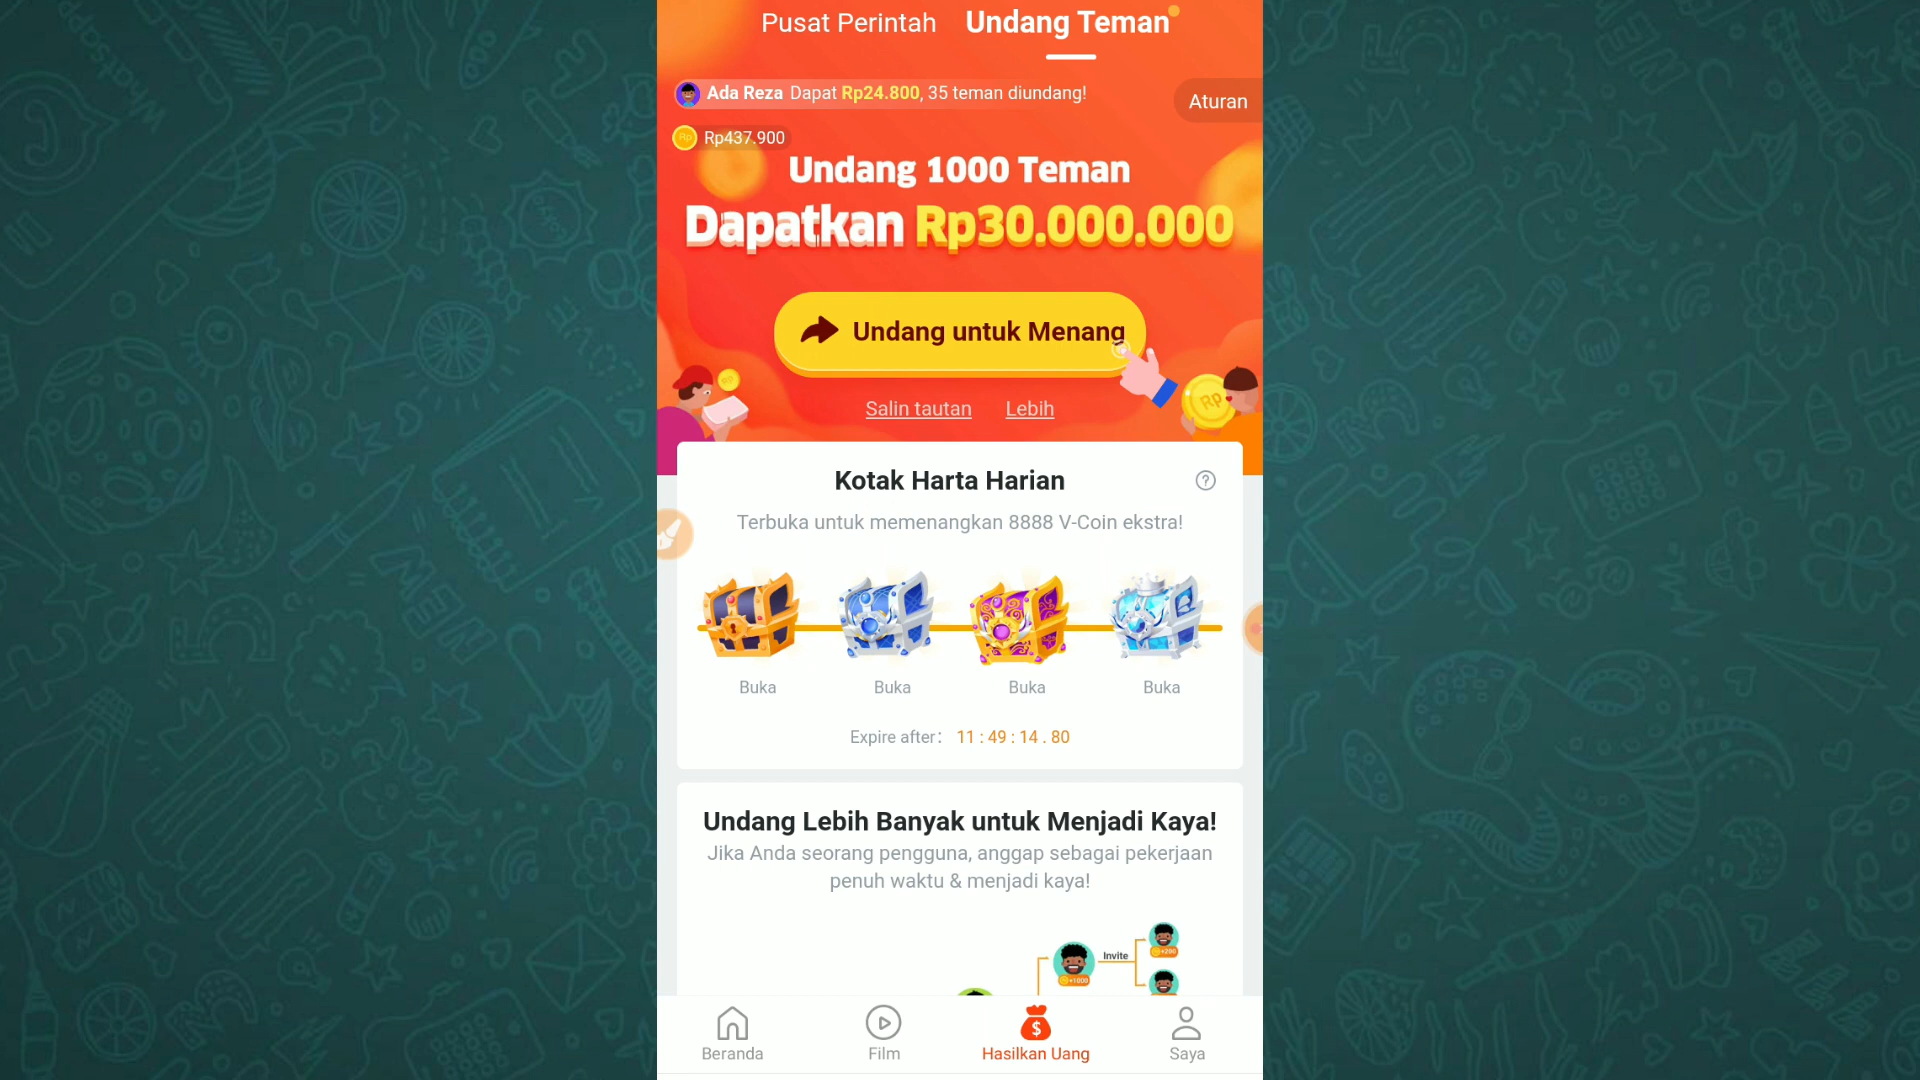 Pusat Perintah Undang Teman
Ada Reza Dapat Rp24.800, 35 teman diundang!
Aturan
Rp437.900
Undang 1000 Teman
Dapatkan Rp30.000.000
Undang untuk Menang
Salin tautan Lebih
Kotak Harta Harian
Terbuka untuk memenangkan 8888 V-Coin ekstra!
Buka Buka Buka Buka
Expire after: 11 : 49 : 14 . 80
Undang Lebih Banyak untuk Menjadi Kaya!
Jika Anda seorang pengguna, anggap sebagai pekerjaan
penuh waktu & menjadi kaya!
Invite
+200
+1000
Beranda Film Hasilkan Uang Saya